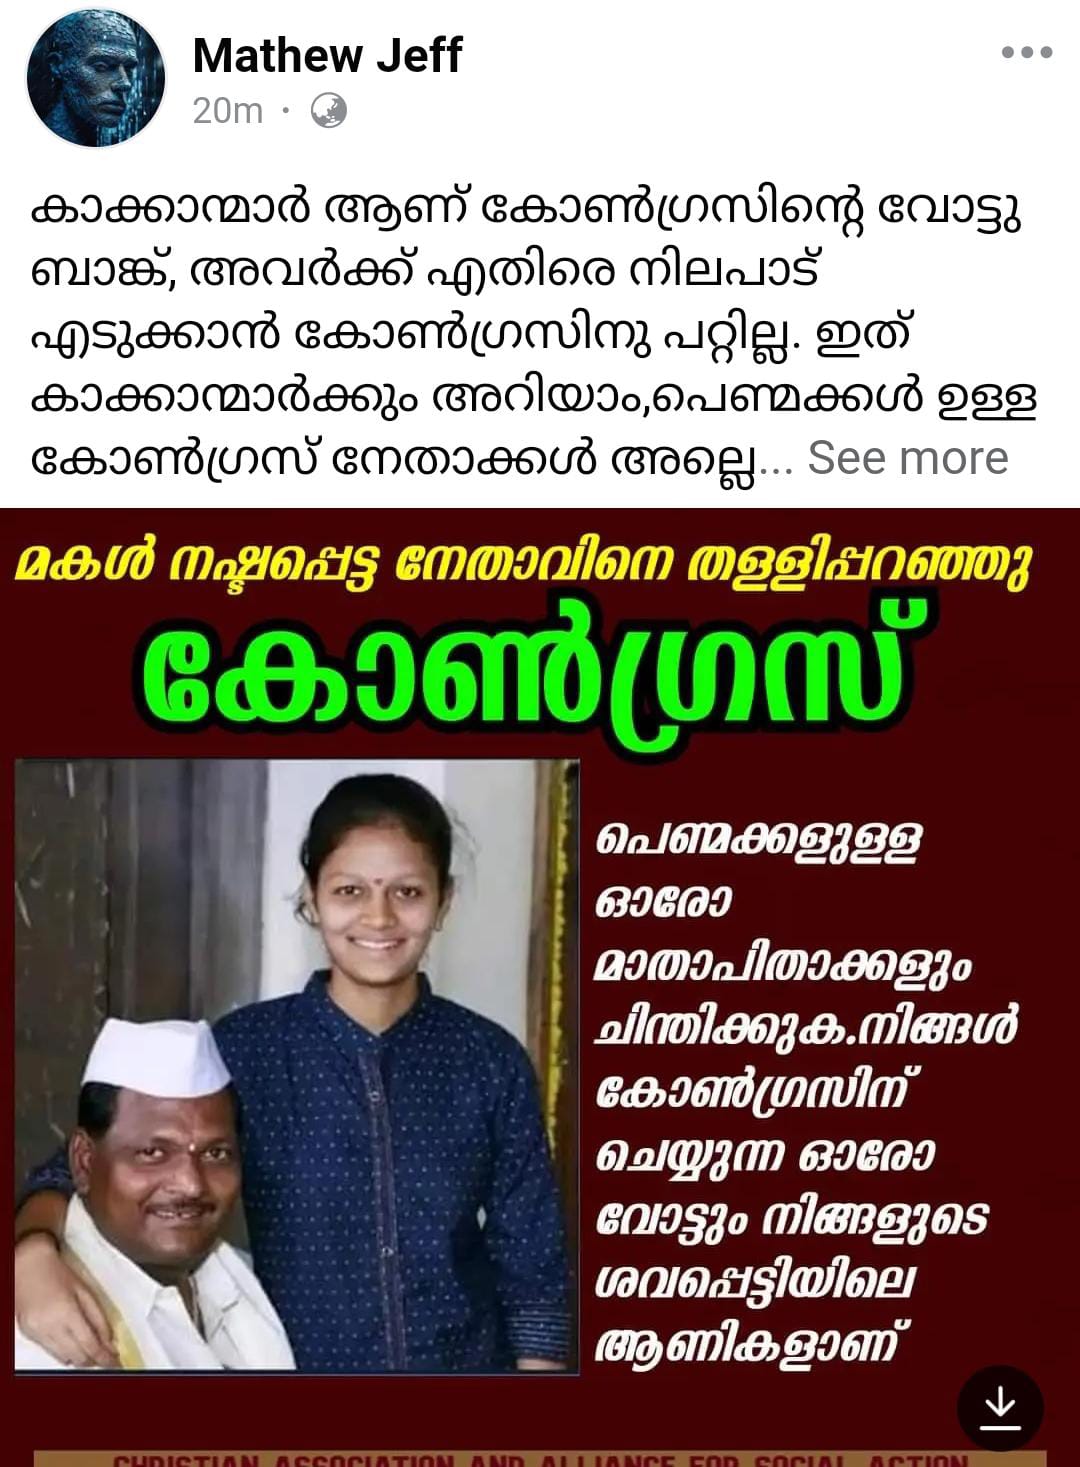 Mathew Jeff
20m
കാക്കാന്മാർ ആണ് കോൺഗ്രസിന്റെ വോട്ടു
ബാങ്ക്, അവർക്ക് എതിരെ നിലപാട്
എടുക്കാൻ കോൺഗ്രസിനു പറ്റില്ല. ഇത്
കാക്കാന്മാർക്കും അറിയാം,പെണ്മക്കൾ ഉള്ള
കോൺഗ്രസ് നേതാക്കൾ അല്ലെ... See more
മകൾ നഷ്ടപ്പെട്ട നേതാവിനെ തള്ളിപ്പറഞ്ഞു
കോൺഗ്രസ്
പെണ്മക്കളുള്ള
ഓരോ
മാതാപിതാക്കളും
ചിന്തിക്കുക.നിങ്ങൾ
കോൺഗ്രസിന്
ചെയ്യുന്ന ഓരോ
വോട്ടും നിങ്ങളുടെ
ശവപ്പെട്ടിയിലെ
ആണികളാണ്
CHRISTIAN ASSOCIATION AND ALLIANCE FOR SOCIAL ACTION